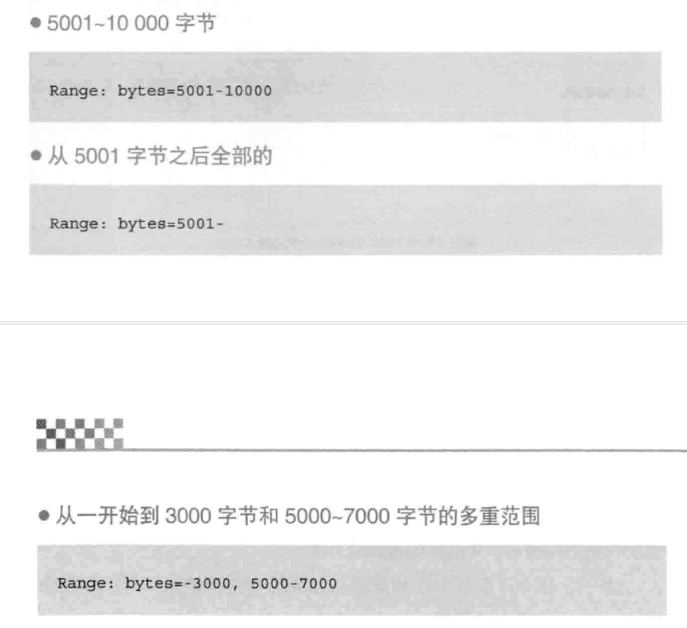 ● 5001~10 000 字节
Range: bytes=5001-10000
● 从 5001 字节之后全部的
Range: bytes=5001-
● 从一开始到 3000 字节和 5000~7000 字节的多重范围
Range: bytes=-3000, 5000-7000